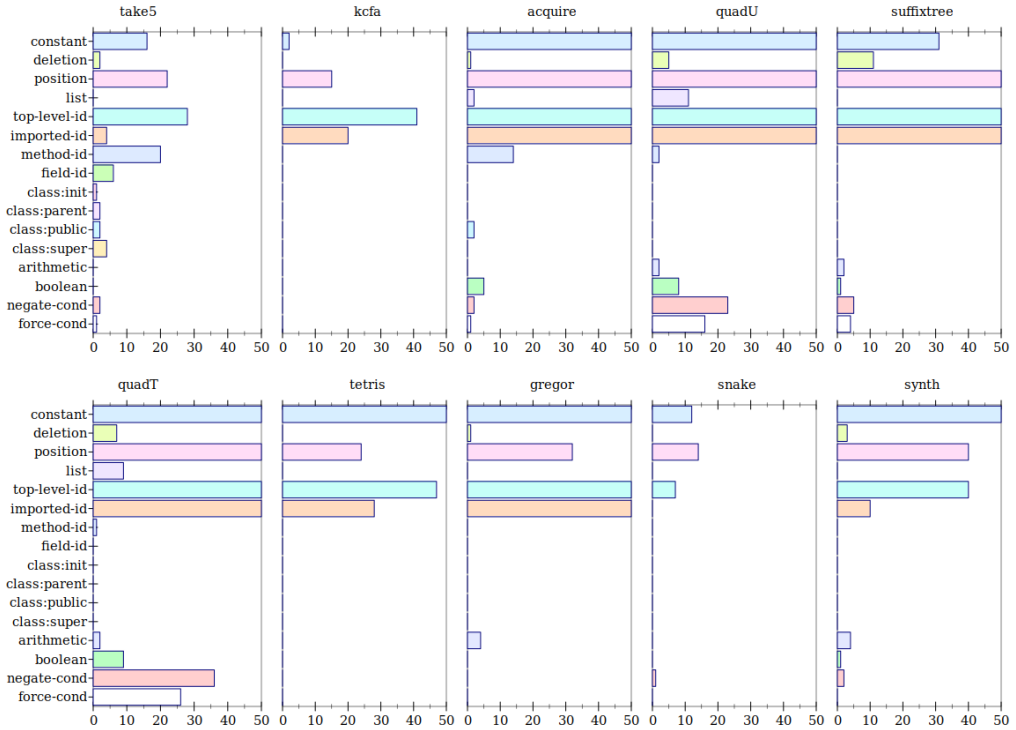 take5 kcfa acquire quadU suffixtree
constant
deletion
position
list
top-level-id
imported-id
method-id
field-id
class:init
class:parent
class:public
class:super
arithmetic
boolean
negate-cond
force-cond
0 10 20 30 40 50 0 10 20 30 40 50 0 10 20 30 40 50 0 10 20 30 40 50 0 10 20 30 40 50
quadT tetris gregor snake synth
constant
deletion
position
list
top-level-id
imported-id
method-id
field-id
class:init
class:parent
class:public
class:super
arithmetic
boolean
negate-cond
force-cond
0 10 20 30 40 50 0 10 20 30 40 50 0 10 20 30 40 50 0 10 20 30 40 50 0 10 20 30 40 50